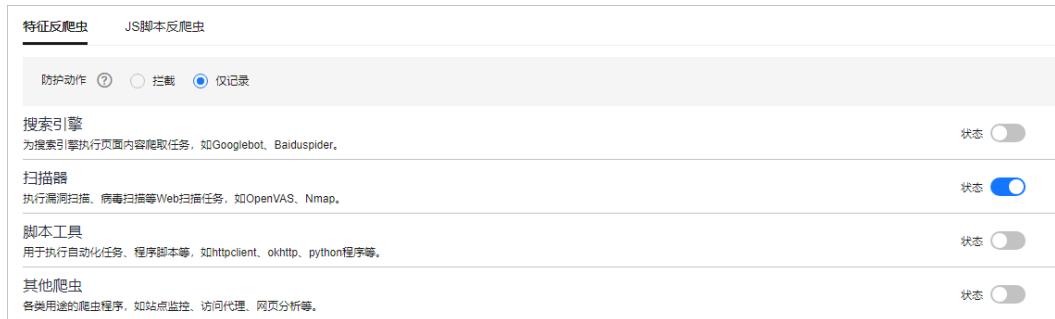 特征反爬虫 JS脚本反爬虫
防护动作 ? 拦截 仅记录
搜索引擎
为搜索引擎执行页面内容爬取任务，如Googlebot、Baiduspider。
状态
扫描器
执行漏洞扫描、病毒扫描等Web扫描任务，如OpenVAS、Nmap。
状态
脚本工具
用于执行自动化任务、程序脚本等，如httpclient、okhttp、python程序等。
状态
其他爬虫
各类用途的爬虫程序，如站点监控、访问代理、网页分析等。
状态